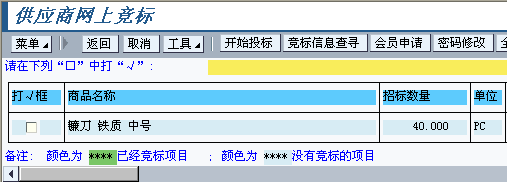 供应商网上竞标
菜单 返回 取消 工具 开始投标 竞标信息查寻 会员申请 密码修改
请在下列“口”中打“√”：
打√框 商品名称 招标数量 单位
镰刀 铁质 中号 40.000 PC
备注： 颜色为 **** 已经竞标项目 ；颜色为 **** 没有竞标的项目